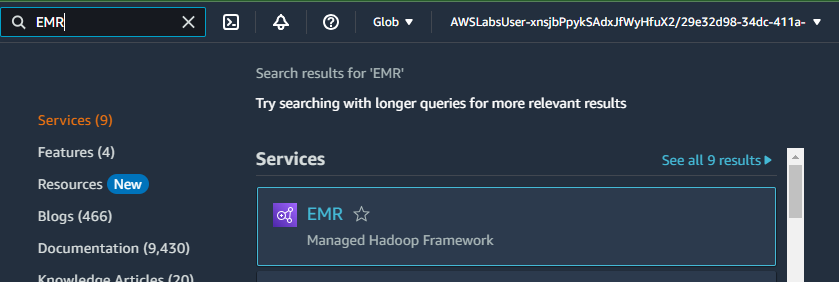 EMR
Glob
AWSLabsUser-xnsjbPpykSAdxJfWyHfuX2/29e32d98-34dc-411a-
Search results for 'EMR'
Try searching with longer queries for more relevant results
Services (9)
Features (4)
Resources New
Blogs (466)
Documentation (9,430)
Knowledge Articles (20)
Services
See all 9 results
EMR
Managed Hadoop Framework